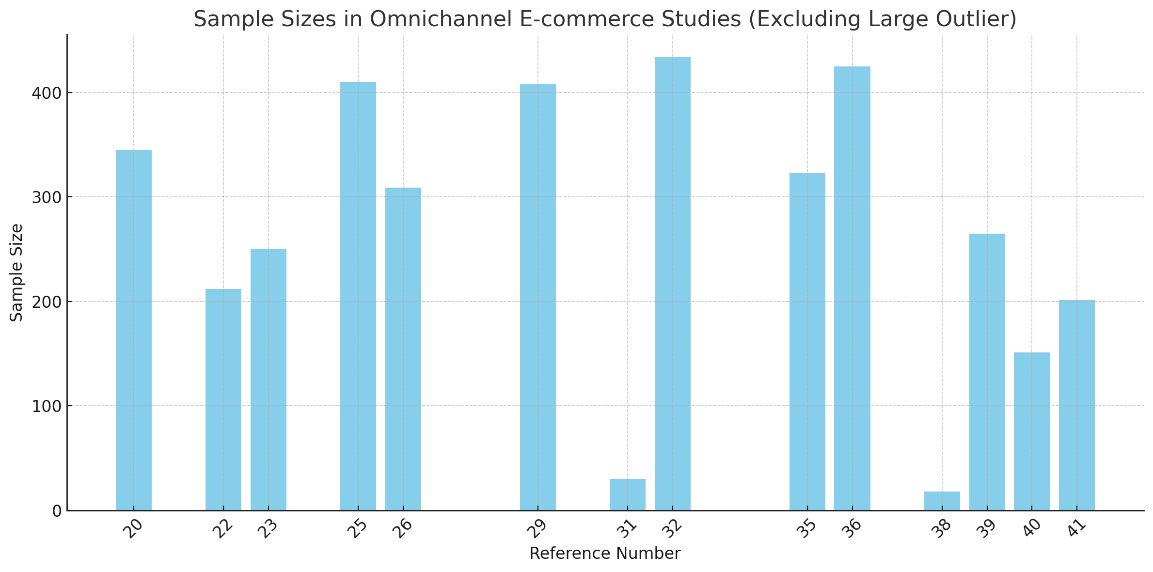 Sample Sizes in Omnichannel E-commerce Studies (Excluding Large Outlier)
Sample Size
400
300
200
100
0
20 22 23 25 26 29 31 32 35 36 38 39 40 41
Reference Number